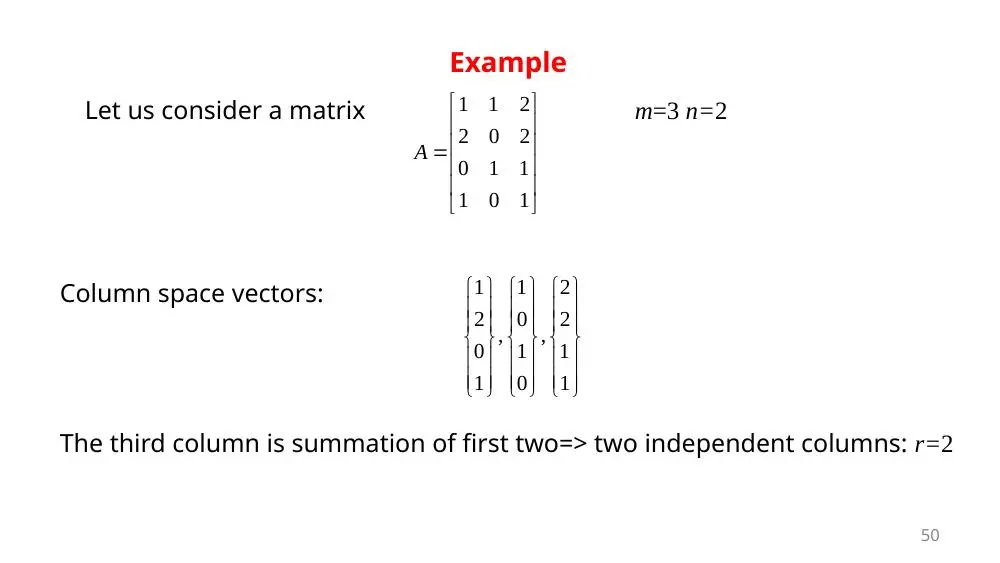 Example
Let us consider a matrix
m=3 n=2
A =
1 1 2
2 0 2
0 1 1
1 0 1
Column space vectors:
1 1 2
2 0 2
0 , 1 , 1
1 0 1
The third column is summation of first two=> two independent columns: r=2
50